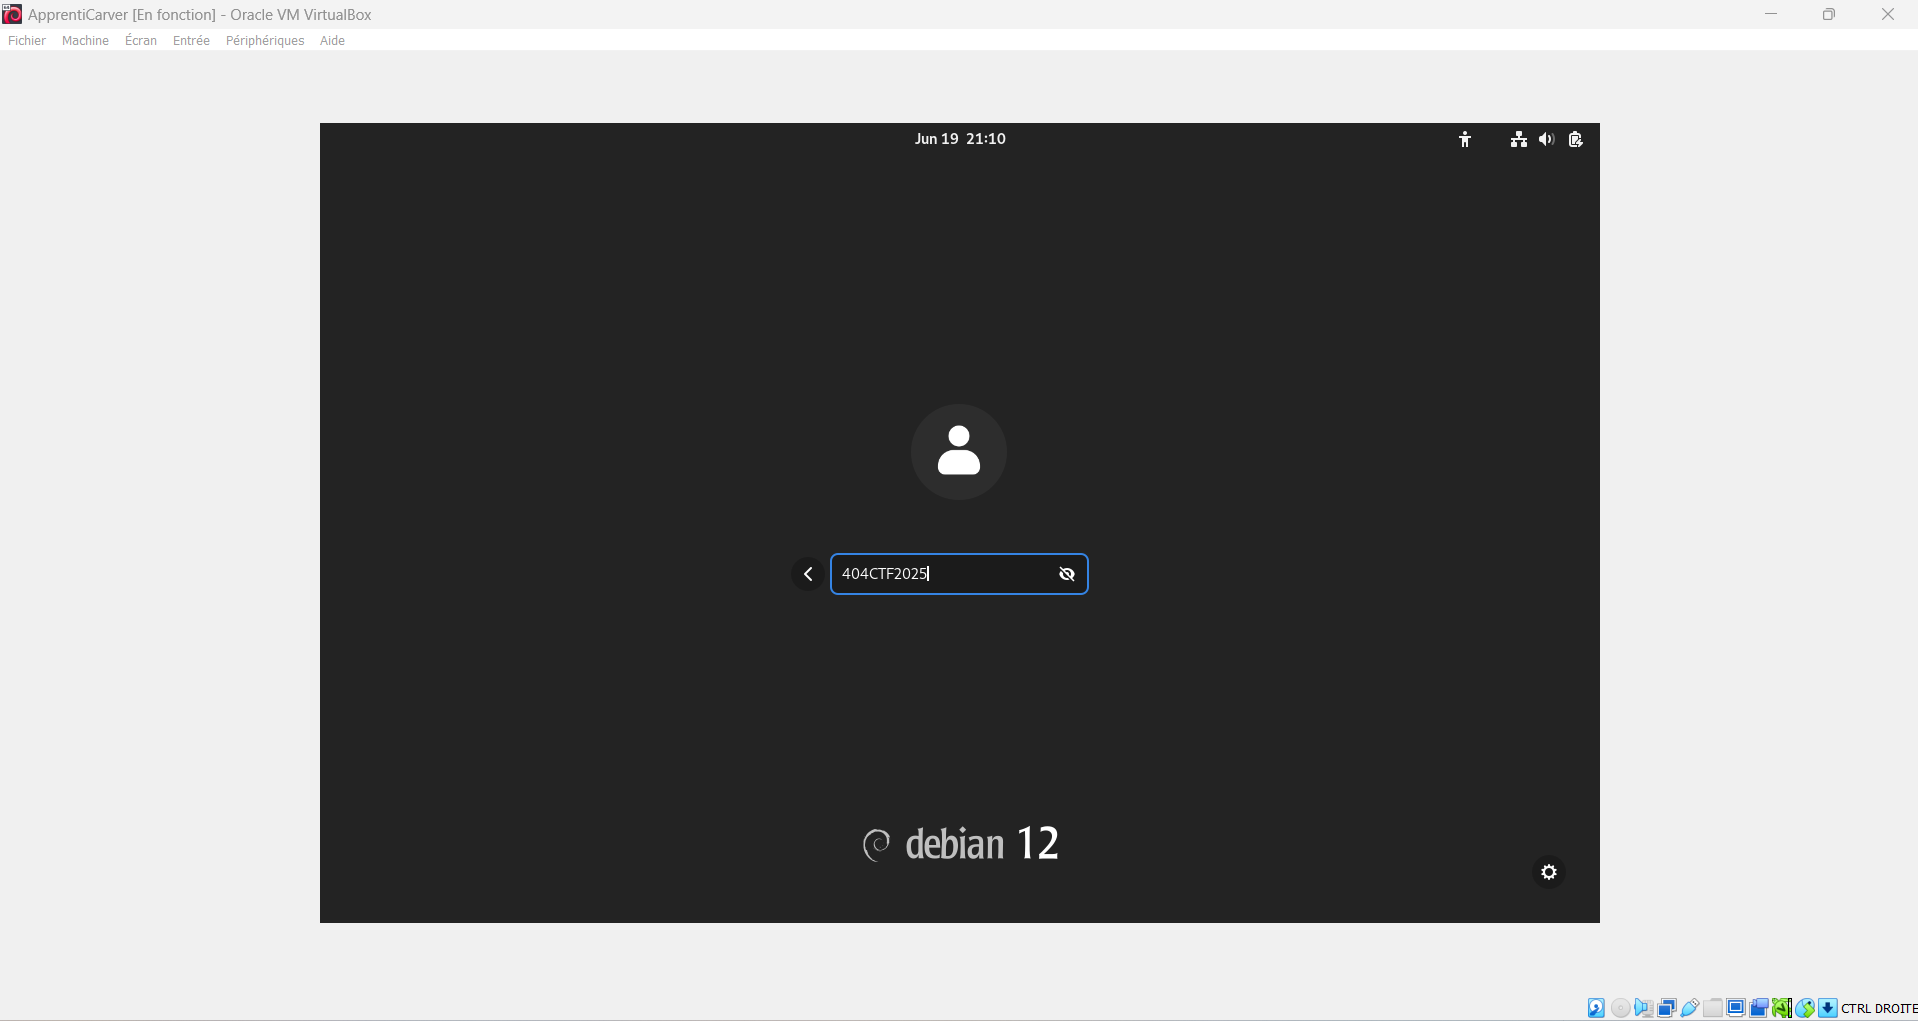 ApprentiCarver [En fonction] - Oracle VM VirtualBox
Fichier Machine Écran Entrée Périphériques Aide
Jun 19 21:10
404CTF2025
debian 12
CTRL DROITE